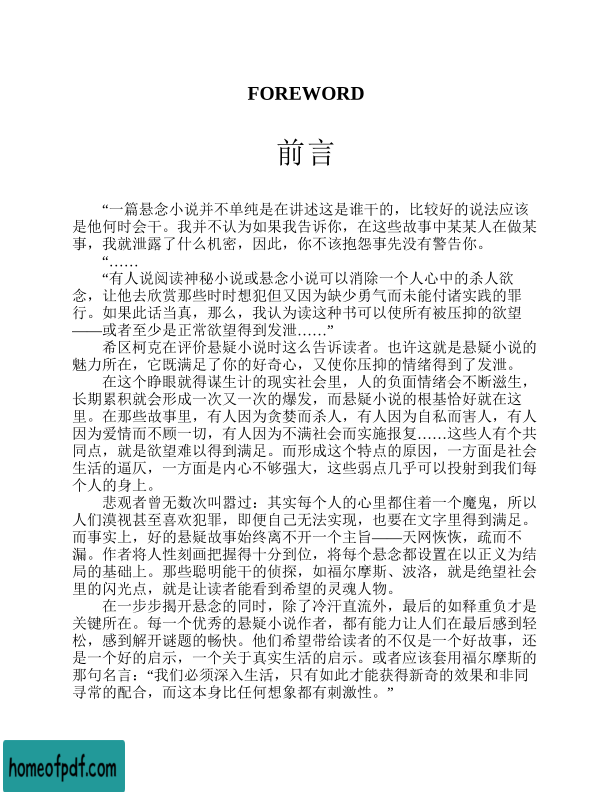 FOREWORD
前言
“一篇悬念小说并不单纯是在讲述这是谁干的，比较好的说法应该
是他何时会干。我并不认为如果我告诉你，在这些故事中某某人在做某
事，我就泄露了什么机密，因此，你不该抱怨事先没有警告你。
“……
“有人说阅读神秘小说或悬念小说可以消除一个人心中的杀人欲
念，让他去欣赏那些时时想犯但又因为缺少勇气而未能付诸实践的罪
行。如果此话当真，那么，我认为读这种书可以使所有被压抑的欲望
——或者至少是正常欲望得到发泄……”
希区柯克在评价悬疑小说时这么告诉读者。也许这就是悬疑小说的
魅力所在，它既满足了你的好奇心，又使你压抑的情绪得到了发泄。
在这个睁眼就得谋生计的现实社会里，人的负面情绪会不断滋生，
长期累积就会形成一次又一次的爆发，而悬疑小说的根基恰好就在这
里。在那些故事里，有人因为贪婪而杀人，有人因为自私而害人，有人
因为爱情而不顾一切，有人因为不满社会而实施报复……这些人有个共
同点，就是欲望难以得到满足。而形成这个特点的原因，一方面是社会
生活的逼仄，一方面是内心不够强大，这些弱点几乎可以投射到我们每
个人的身上。
悲观者曾无数次叫嚣过：其实每个人的心里都住着一个魔鬼，所以
人们漠视甚至喜欢犯罪，即便自己无法实现，也要在文字里得到满足。
而事实上，好的悬疑故事始终离不开一个主旨——天网恢恢，疏而不
漏。作者将人性刻画把握得十分到位，将每个悬念都设置在以正义为结
局的基础上。那些聪明能干的侦探，如福尔摩斯、波洛，就是绝望社会
里的闪光点，就是让读者能看到希望的灵魂人物。
在一步步揭开悬念的同时，除了冷汗直流外，最后的如释重负才是
关键所在。每一个优秀的悬疑小说作者，都有能力让人们在最后感到轻
松，感到解开谜题的畅快。他们希望带给读者的不仅是一个好故事，还
是一个好的启示，一个关于真实生活的启示。或者应该套用福尔摩斯的
那句名言：“我们必须深入生活，只有如此才能获得新奇的效果和非同
寻常的配合，而这本身比任何想象都有刺激性。”
homeofpdf.com